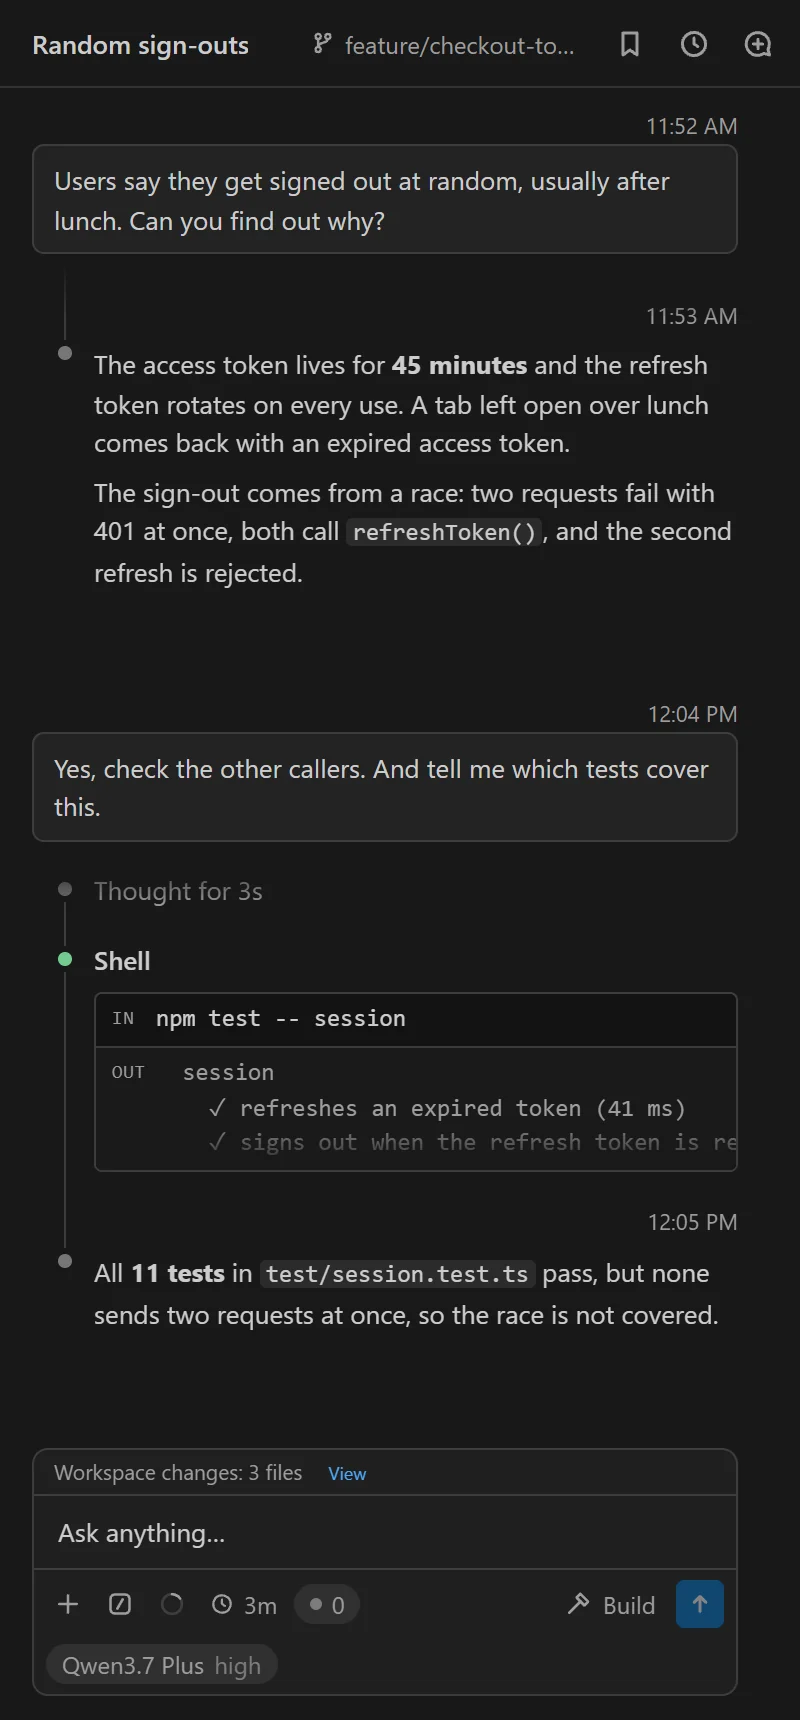 Random sign-outs
feature/checkout-to...
11:52 AM
Users say they get signed out at random, usually after
lunch. Can you find out why?
11:53 AM
The access token lives for 45 minutes and the refresh
token rotates on every use. A tab left open over lunch
comes back with an expired access token.
The sign-out comes from a race: two requests fail with
401 at once, both call refreshToken(), and the second
refresh is rejected.
12:04 PM
Yes, check the other callers. And tell me which tests cover
this.
Thought for 3s
Shell
IN npm test -- session
OUT session
✓ refreshes an expired token (41 ms)
✓ signs out when the refresh token is re
12:05 PM
All 11 tests in test/session.test.ts pass, but none
sends two requests at once, so the race is not covered.
Workspace changes: 3 files View
Ask anything...
3m 0 Build
Qwen3.7 Plus high